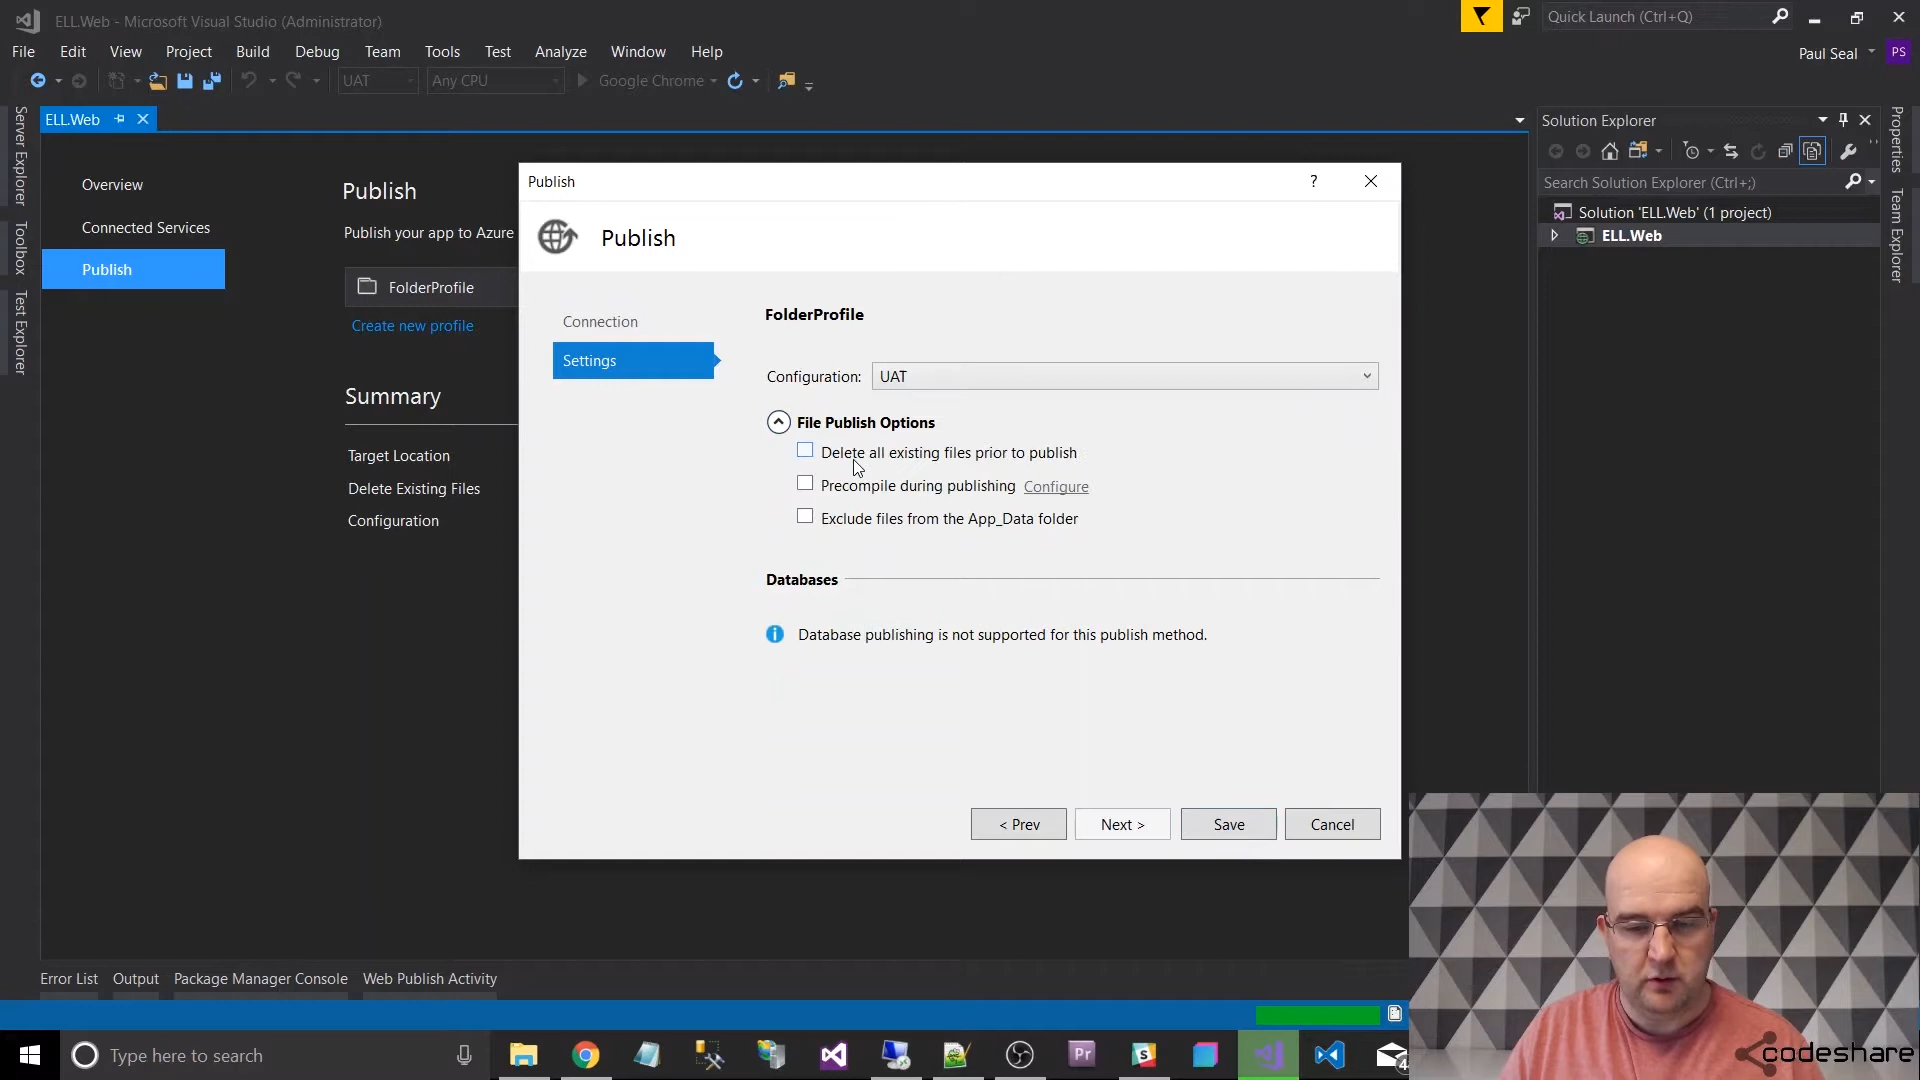 ELL.Web - Microsoft Visual Studio (Administrator)
Quick Launch (Ctrl+Q)
File Edit View Project Build Debug Team Tools Test Analyze Window Help
Paul Seal PS
UAT Any CPU Google Chrome
Server Explorer
Toolbox
Test Explorer
ELL.Web
Overview
Connected Services
Publish
Publish
Publish your app to Azure
FolderProfile
Create new profile
Summary
Target Location
Delete Existing Files
Configuration
Publish
?
Publish
Connection
Settings
FolderProfile
Configuration: UAT
File Publish Options
Delete all existing files prior to publish
Precompile during publishing Configure
Exclude files from the App_Data folder
Databases
Database publishing is not supported for this publish method.
< Prev Next > Save Cancel
Solution Explorer
Search Solution Explorer (Ctrl+;)
Solution 'ELL.Web' (1 project)
ELL.Web
Properties
Team Explorer
Error List Output Package Manager Console Web Publish Activity
Type here to search
Pr
S
4
codeshare